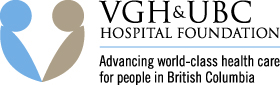 VGH&UBC
HOSPITAL FOUNDATION
Advancing world-class health care
for people in British Columbia